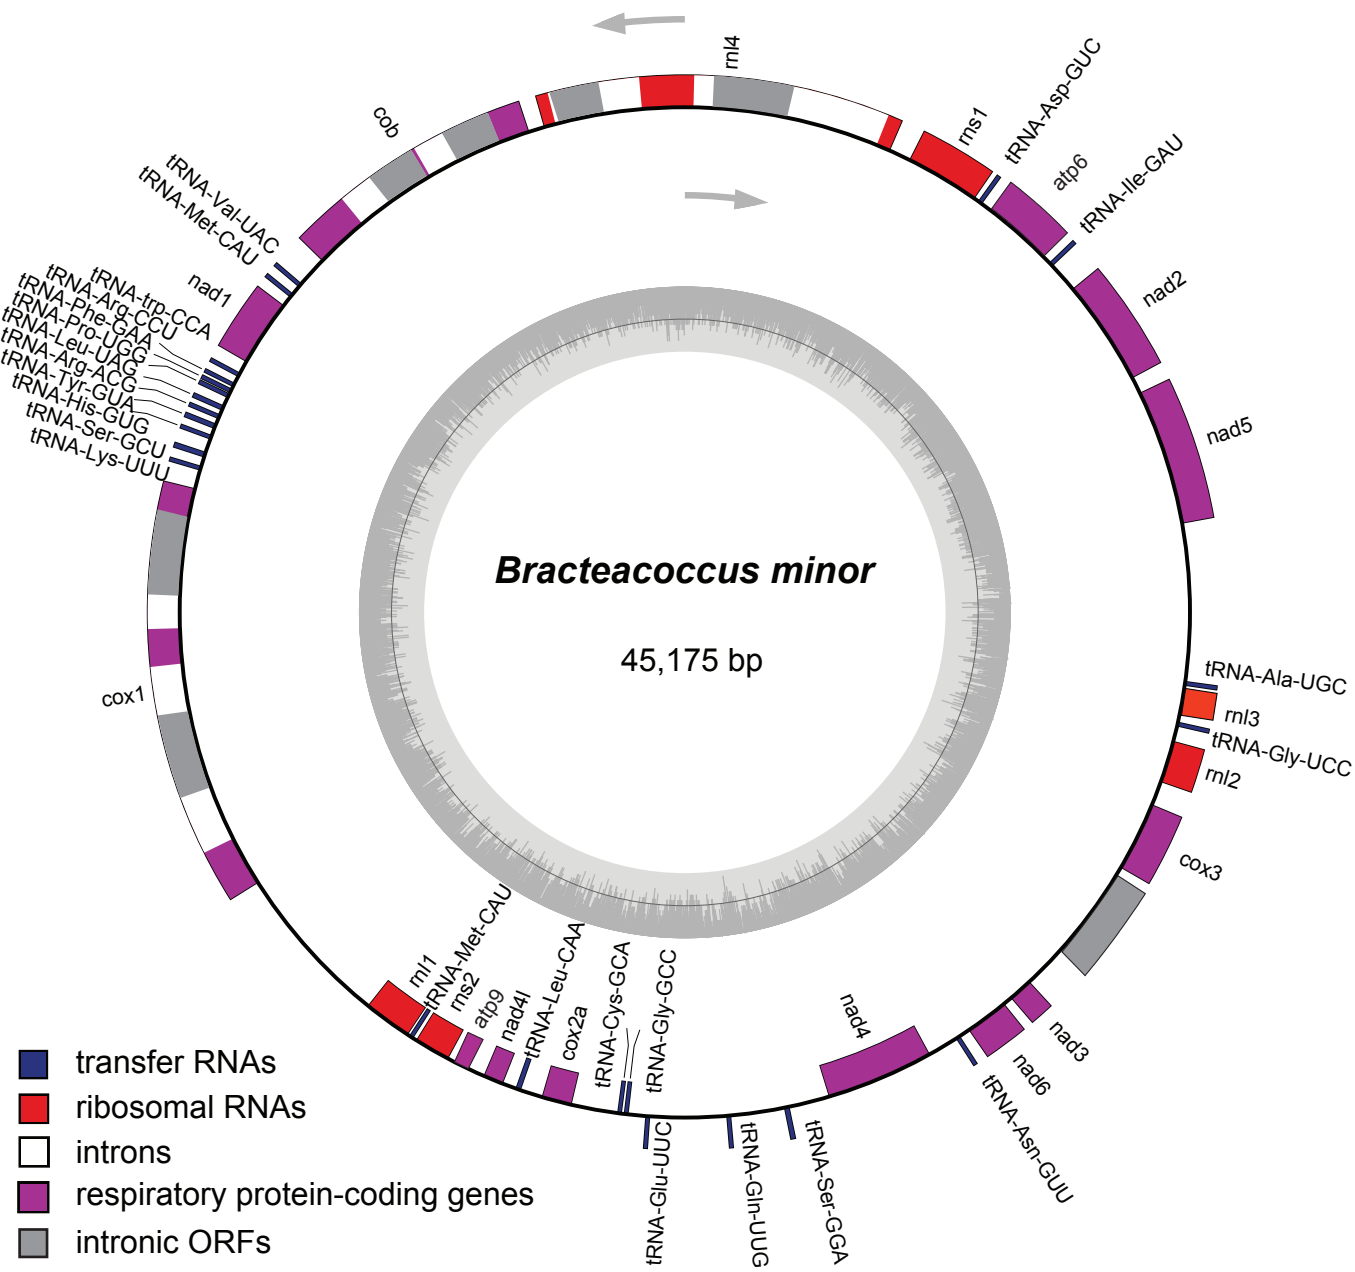 rnl4
rns1
tRNA-Asp-GUC
atp6
tRNA-Ile-GAU
nad2
nad5
tRNA-Ala-UGC
rnl3
tRNA-Gly-UCC
rnl2
cox3
nad3
nad6
tRNA-Asn-GUU
nad4
tRNA-Ser-GGA
tRNA-Gln-UUG
tRNA-Glu-UUC
tRNA-Gly-GCC
tRNA-Cys-GCA
cox2a
tRNA-Leu-CAA
nad4l
atp9
rns2
tRNA-Met-CAU
rnl1
cox1
tRNA-Lys-UUU
tRNA-Ser-GCU
tRNA-His-GUG
tRNA-Tyr-GUA
tRNA-Arg-ACG
tRNA-Leu-UAG
tRNA-Pro-UGG
tRNA-Phe-GAA
tRNA-Arg-CCU
tRNA-trp-CCA
nad1
tRNA-Met-CAU
tRNA-Val-UAC
cob
Bracteacoccus minor
45,175 bp
transfer RNAs
ribosomal RNAs
introns
respiratory protein-coding genes
intronic ORFs